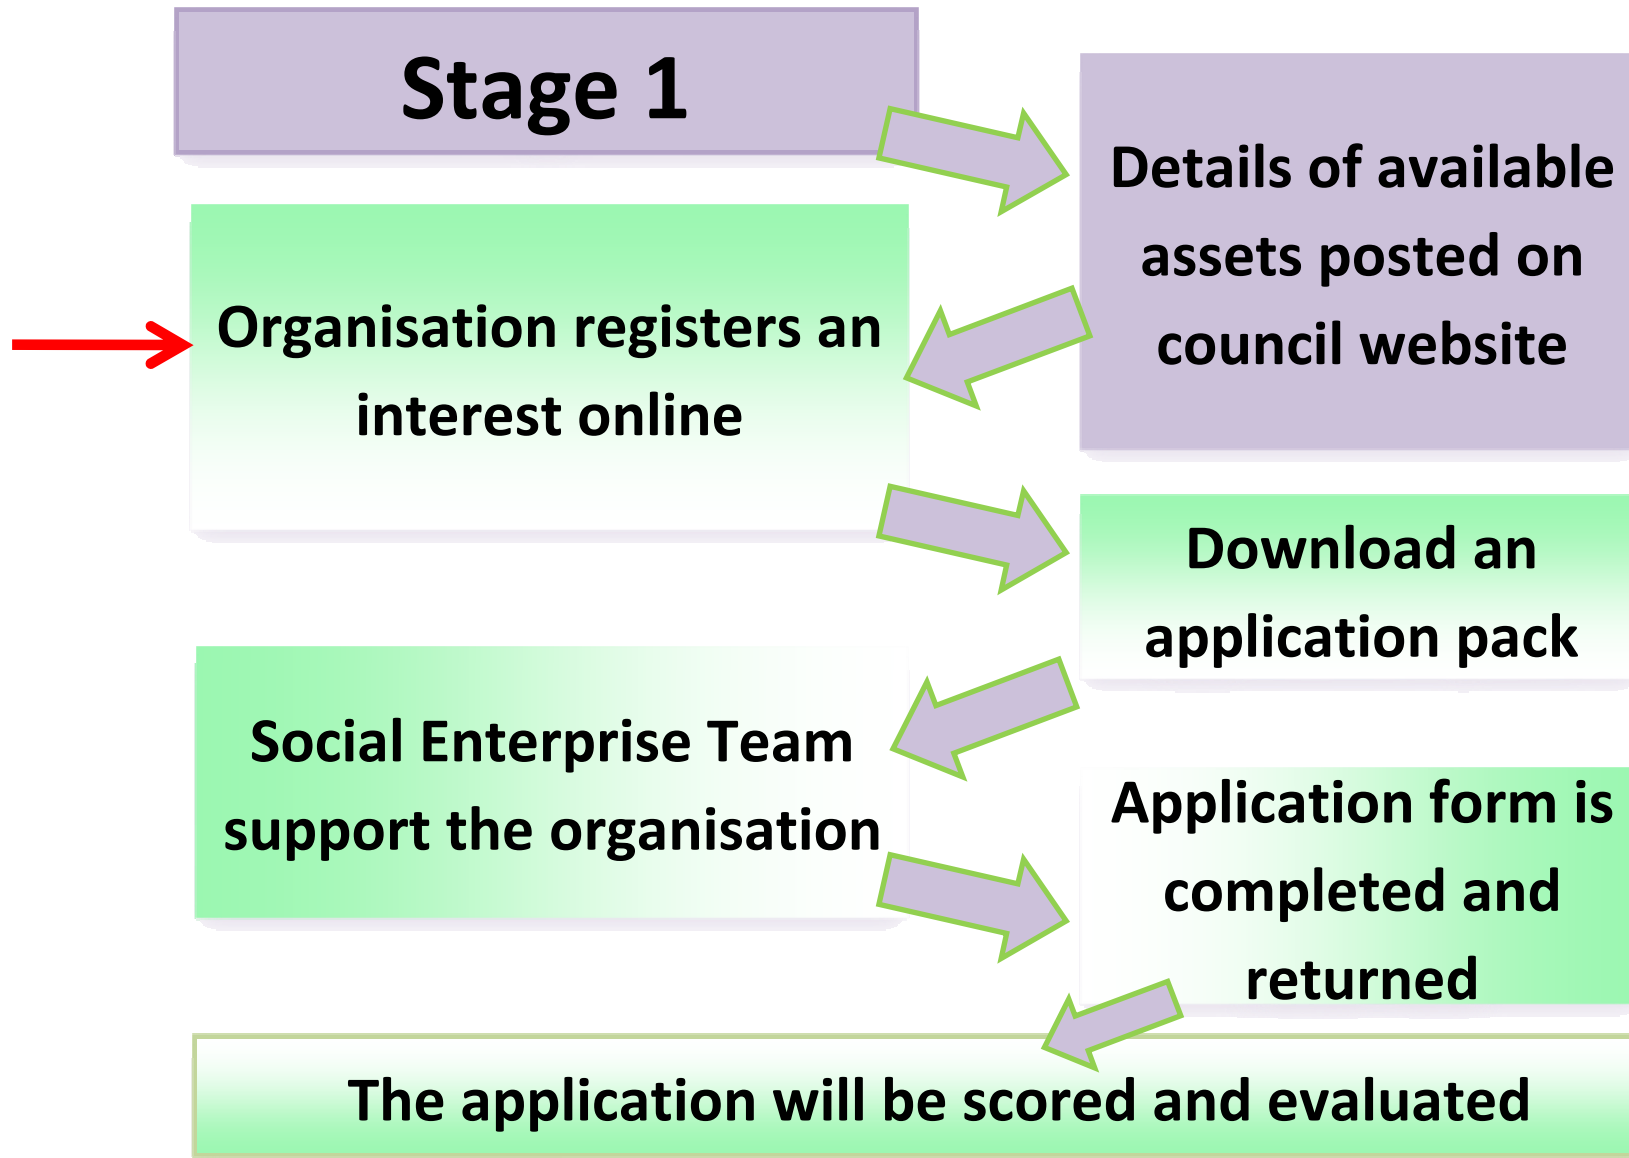 Stage 1
Details of available
assets posted on
council website
Organisation registers an
interest online
Download an
application pack
Social Enterprise Team
support the organisation
Application form is
completed and
returned
The application will be scored and evaluated